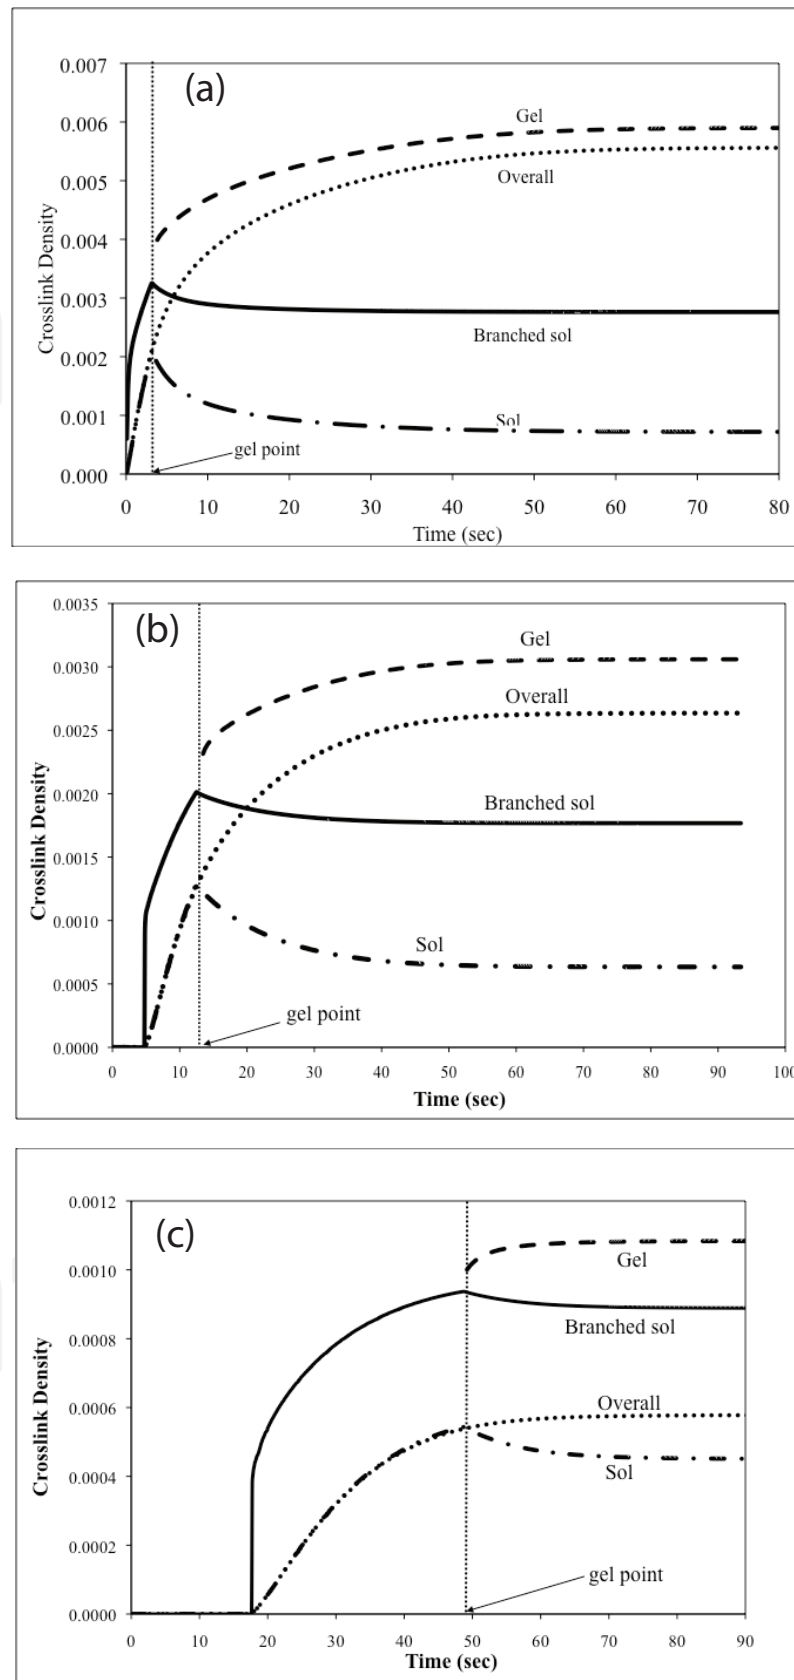 (a)
0.007
0.006
0.005
0.004
0.003
0.002
0.001
0.000
Crosslink Density
Gel
Overall
Branched sol
Sol
gel point
0 10 20 30 40 50 60 70 80
Time (sec)
(b)
0.0035
0.0030
0.0025
0.0020
0.0015
0.0010
0.0005
0.0000
Crosslink Density
Gel
Overall
Branched sol
Sol
gel point
0 10 20 30 40 50 60 70 80 90 100
Time (sec)
(c)
0.0012
0.0010
0.0008
0.0006
0.0004
0.0002
0.0000
Crosslink Density
Gel
Branched sol
Overall
Sol
gel point
0 10 20 30 40 50 60 70 80 90
Time (sec)